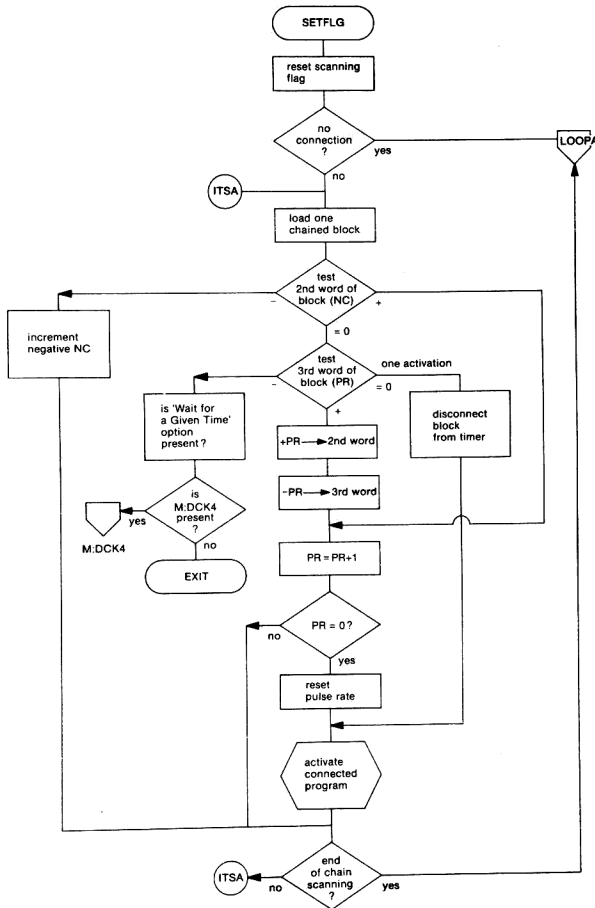 SETFLG
reset scanning
flag
no
connection
?
yes
LOOPA
no
ITSA
load one
chained block
test
2nd word of
block (NC)
−
+
= 0
increment
negative NC
test
3rd word of
block (PR)
one activation
−
= 0
+
is 'Wait for
a Given Time'
option
present ?
disconnect
block
from timer
+PR 2nd word
−PR 3rd word
is
M:DCK4
present
?
yes
M:DCK4
no
EXIT
PR = PR+1
PR = 0 ?
no
yes
reset
pulse rate
activate
connected
program
end
of chain
scanning
?
ITSA
no
yes